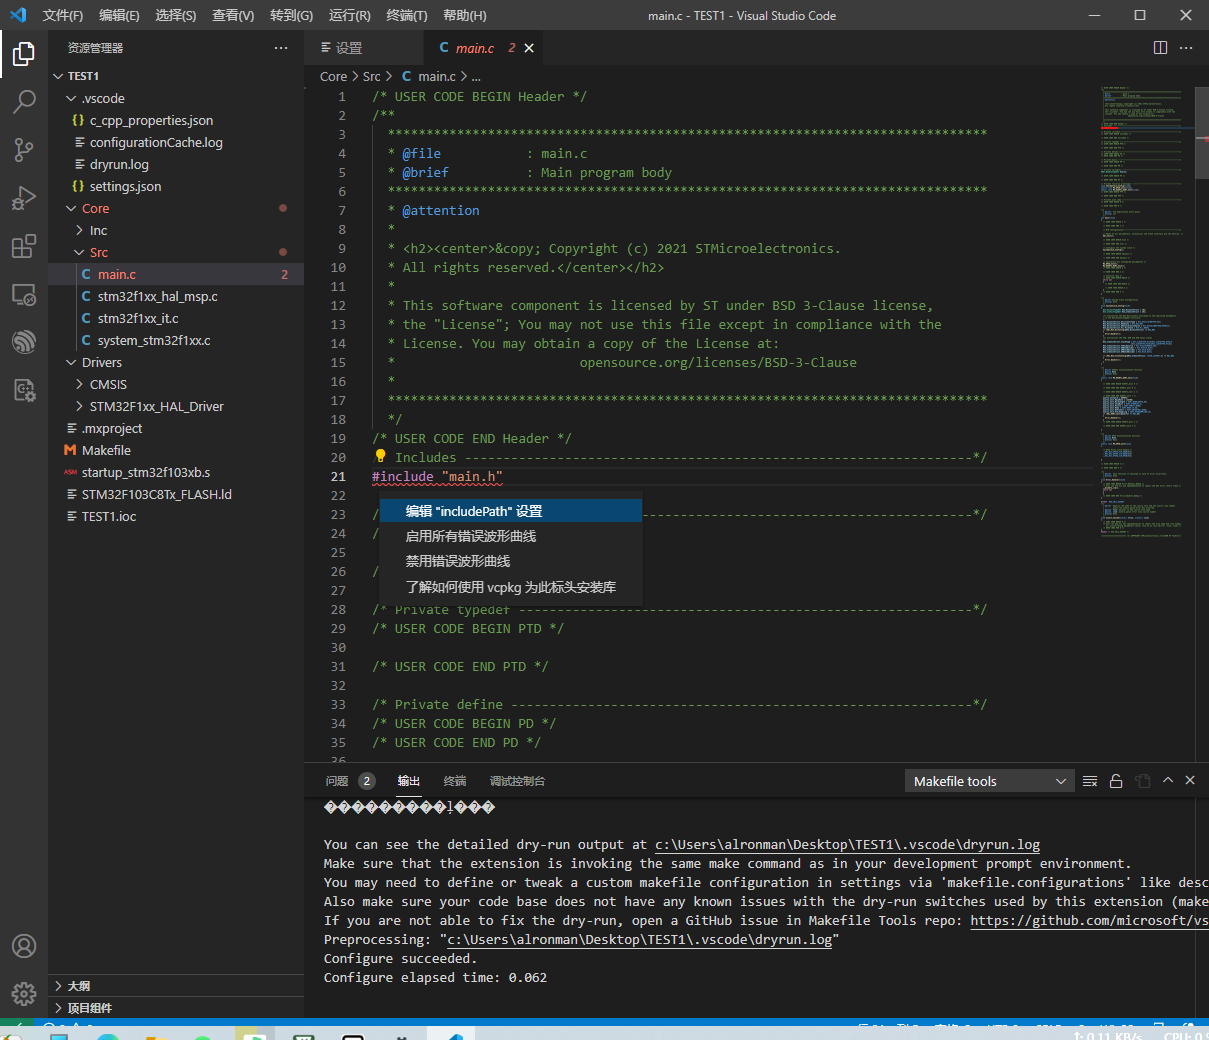 文件(F) 编辑(E) 选择(S) 查看(V) 转到(G) 运行(R) 终端(T) 帮助(H) main.c - TEST1 - Visual Studio Code
资源管理器
TEST1
.vscode
c_cpp_properties.json
configurationCache.log
dryrun.log
settings.json
Core
Inc
Src
main.c 2
stm32f1xx_hal_msp.c
stm32f1xx_it.c
system_stm32f1xx.c
Drivers
CMSIS
STM32F1xx_HAL_Driver
.mxproject
Makefile
startup_stm32f103xb.s
STM32F103C8Tx_FLASH.ld
TEST1.ioc
大纲
项目组件
设置 main.c 2
Core > Src > main.c > ...
1 /* USER CODE BEGIN Header */
2 /**
3 ******************************************************************************
4 * @file : main.c
5 * @brief : Main program body
6 ******************************************************************************
7 * @attention
8 *
9 * <h2><center>&copy; Copyright (c) 2021 STMicroelectronics.
10 * All rights reserved.</center></h2>
11 *
12 * This software component is licensed by ST under BSD 3-Clause license,
13 * the "License"; You may not use this file except in compliance with the
14 * License. You may obtain a copy of the License at:
15 * opensource.org/licenses/BSD-3-Clause
16 *
17 ******************************************************************************
18 */
19 /* USER CODE END Header */
20 Includes ------------------------------------------------------------------*/
21 #include "main.h"
22
23 ------------------------------------------*/
24
25
26
27
28 /* Private typedef -----------------------------------------------------------*/
29 /* USER CODE BEGIN PTD */
30
31 /* USER CODE END PTD */
32
33 /* Private define ------------------------------------------------------------*/
34 /* USER CODE BEGIN PD */
35 /* USER CODE END PD */
36
编辑 "includePath" 设置
启用所有错误波形曲线
禁用错误波形曲线
了解如何使用 vcpkg 为此标头安装库
问题 2 输出 终端 调试控制台 Makefile tools
You can see the detailed dry-run output at c:\Users\alronman\Desktop\TEST1\.vscode\dryrun.log
Make sure that the extension is invoking the same make command as in your development prompt environment.
You may need to define or tweak a custom makefile configuration in settings via 'makefile.configurations' like desc
Also make sure your code base does not have any known issues with the dry-run switches used by this extension (make
If you are not able to fix the dry-run, open a GitHub issue in Makefile Tools repo: https://github.com/microsoft/vs
Preprocessing: "c:\Users\alronman\Desktop\TEST1\.vscode\dryrun.log"
Configure succeeded.
Configure elapsed time: 0.062